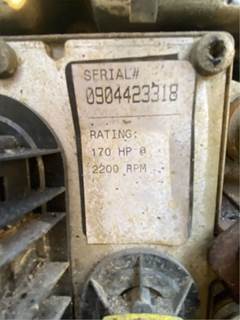 SERIAL#
0904423318
RATING:
170 HP @
2200 RPM